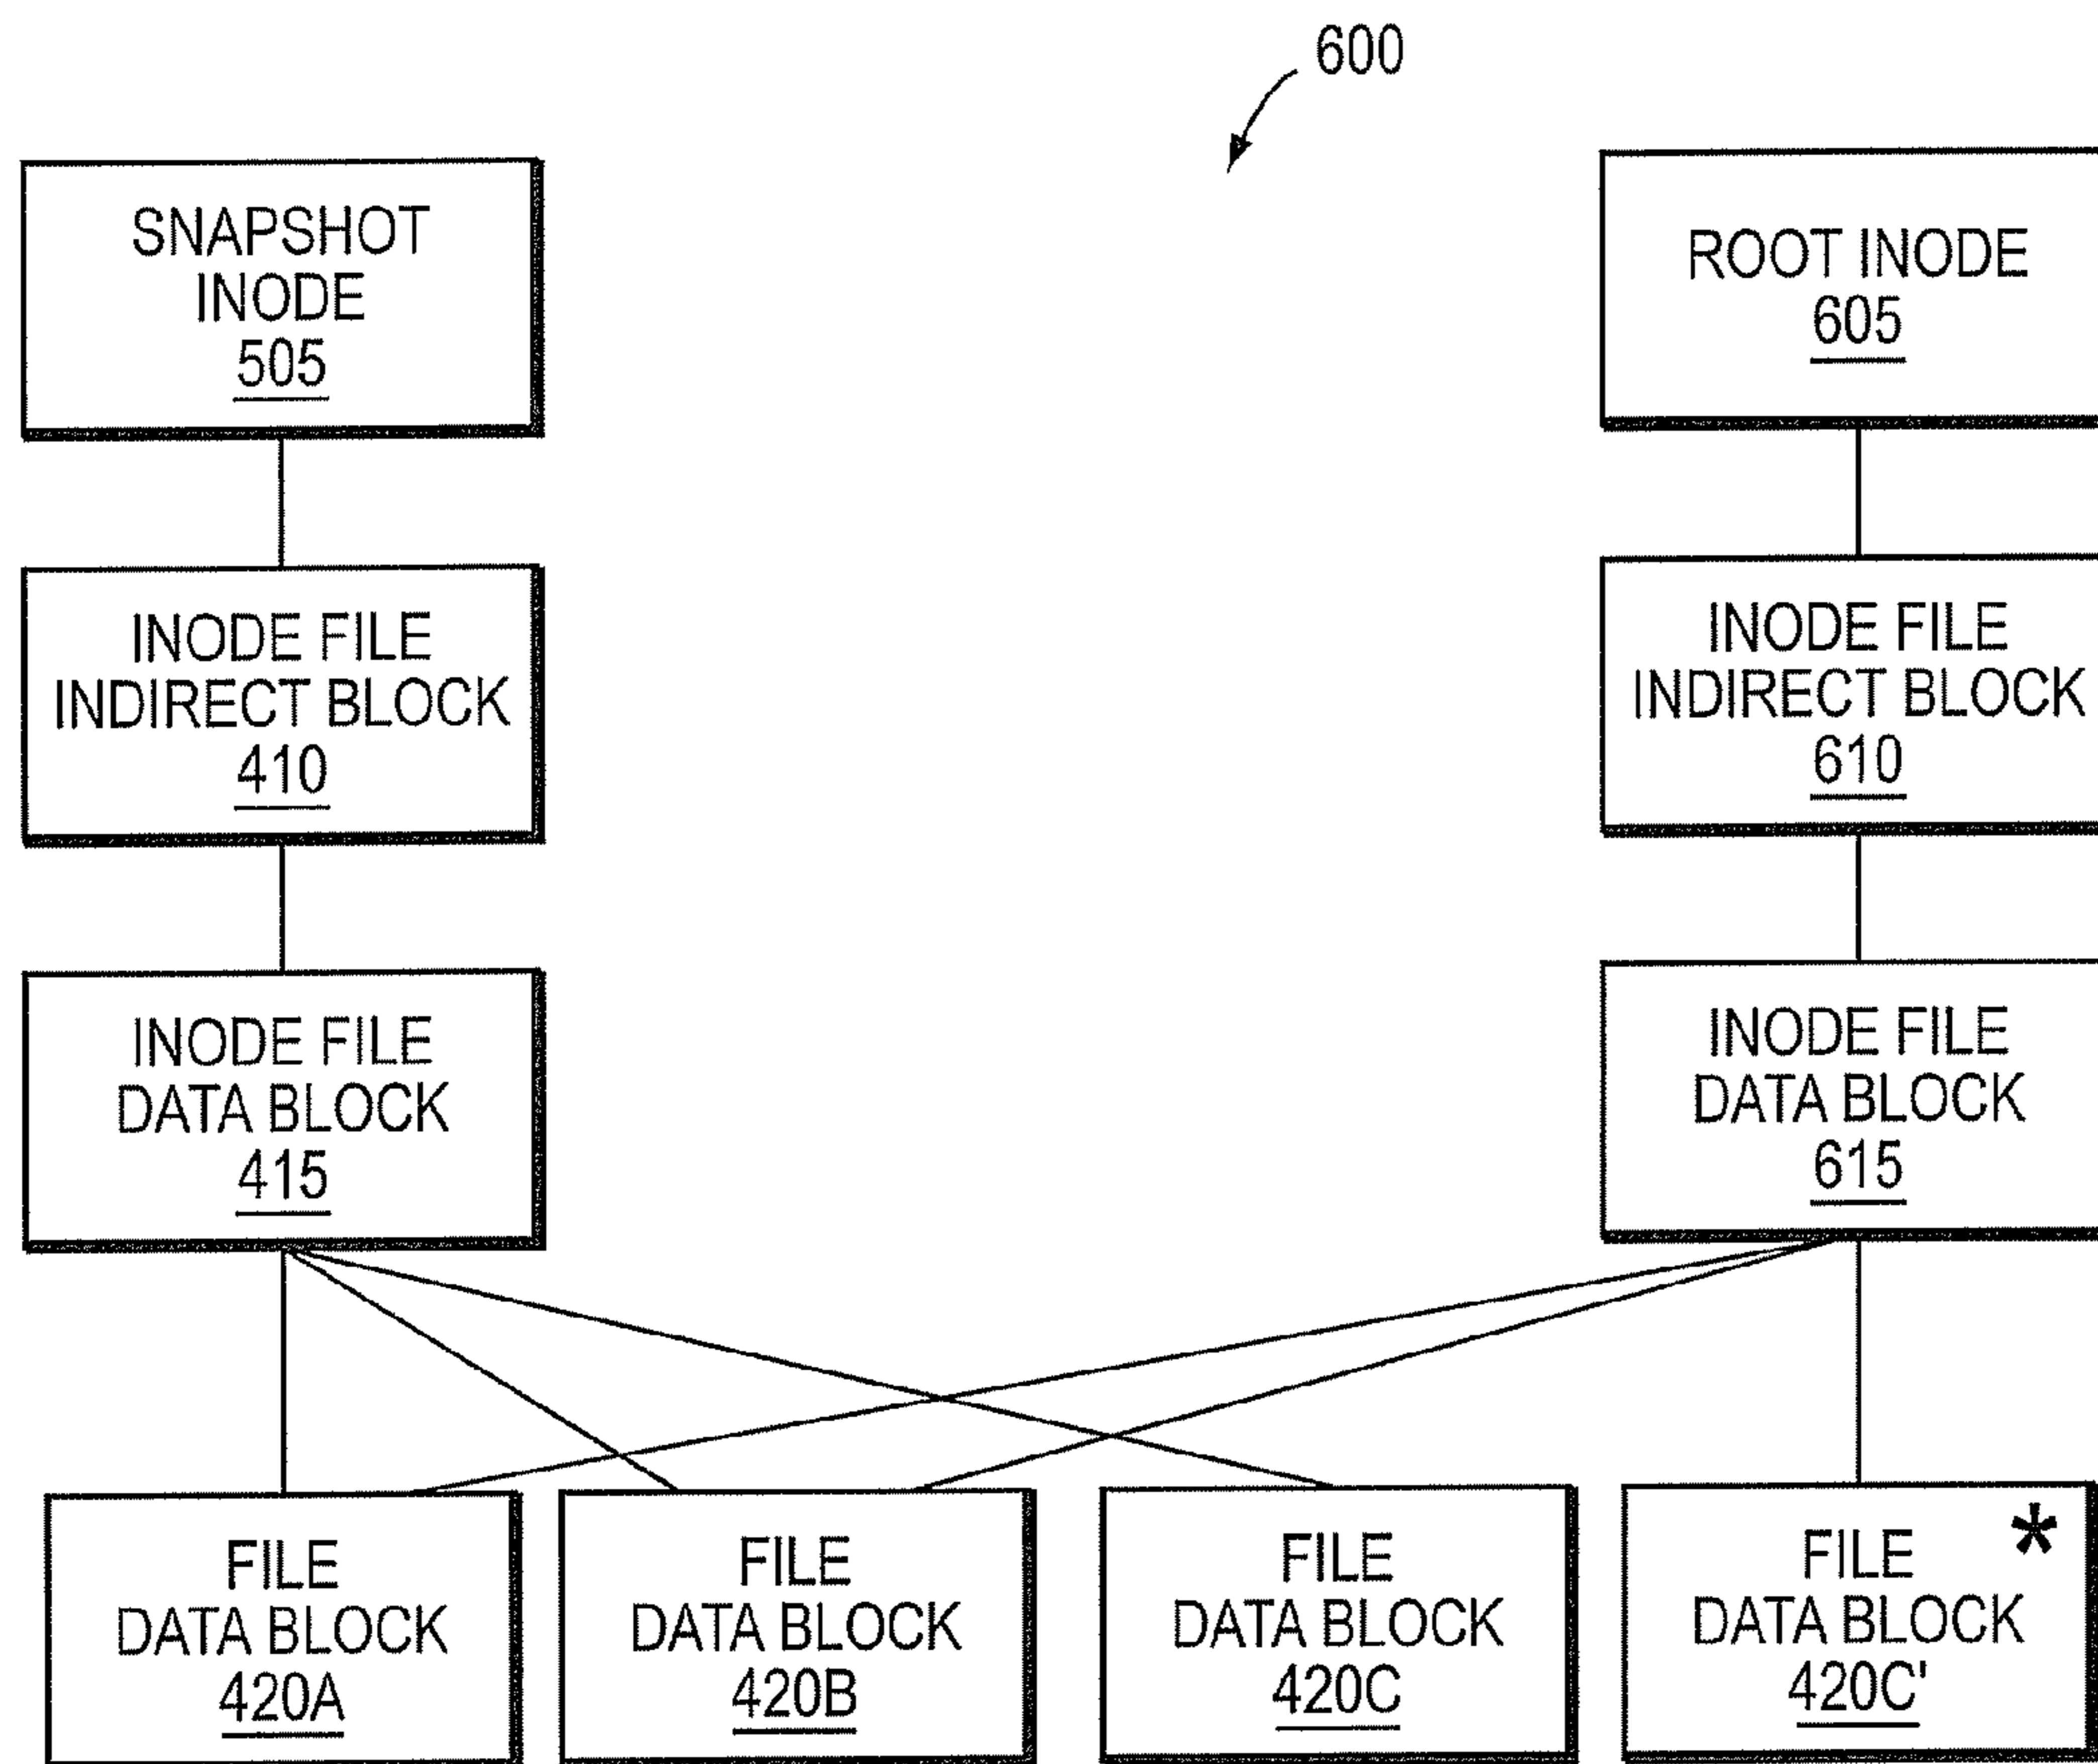 600
SNAPSHOT
INODE
505
ROOT INODE
605
INODE FILE
INDIRECT BLOCK
410
INODE FILE
INDIRECT BLOCK
610
INODE FILE
DATA BLOCK
415
INODE FILE
DATA BLOCK
615
FILE
DATA BLOCK
420A
FILE
DATA BLOCK
420B
FILE
DATA BLOCK
420C
FILE *
DATA BLOCK
420C'